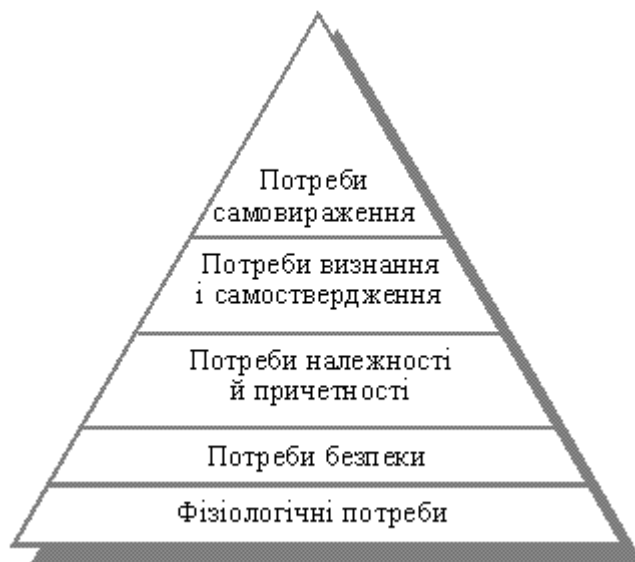 Потреби
самовираження
Потреби визнання
і самоствердження
Потреби належності
й причетності
Потреби безпеки
Фізіологічні потреби